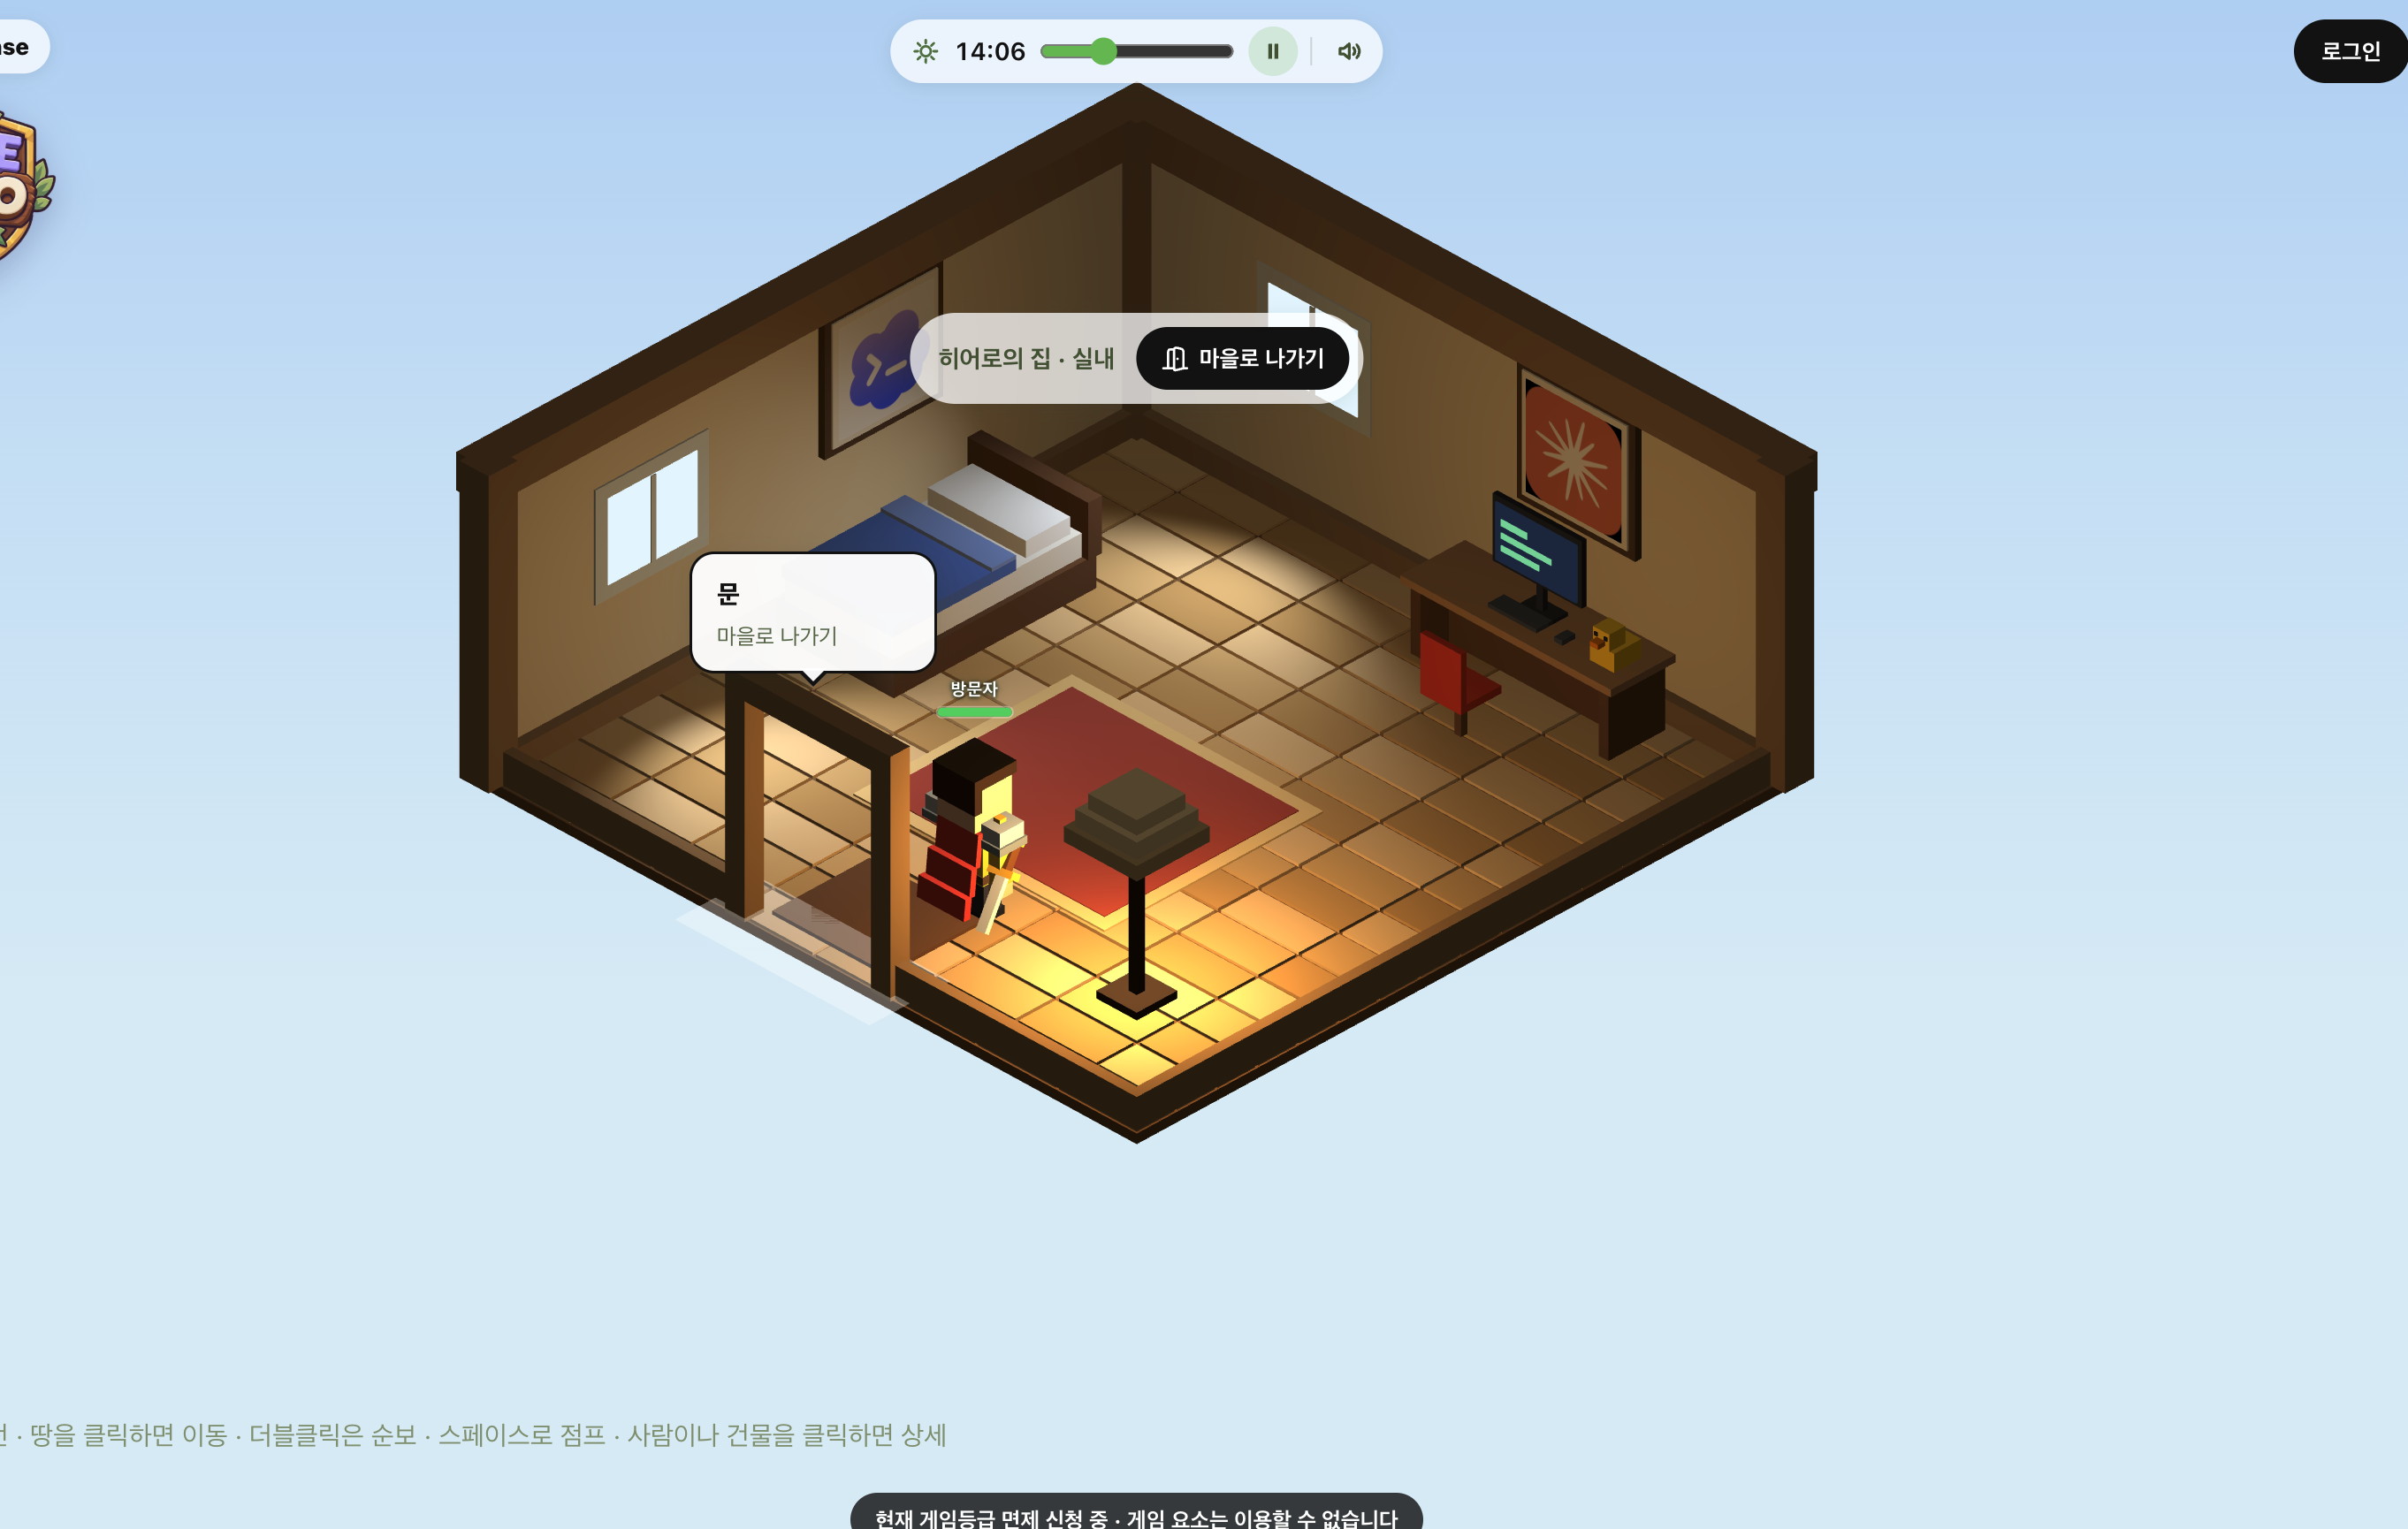 se
14:06
로그인
E
O
히어로의 집 · 실내
마을로 나가기
문
마을로 나가기
방문자
· 땅을 클릭하면 이동 · 더블클릭은 순보 · 스페이스로 점프 · 사람이나 건물을 클릭하면 상세
현재 게임등급 면제 신청 중 · 게임 요소는 이용할 수 없습니다